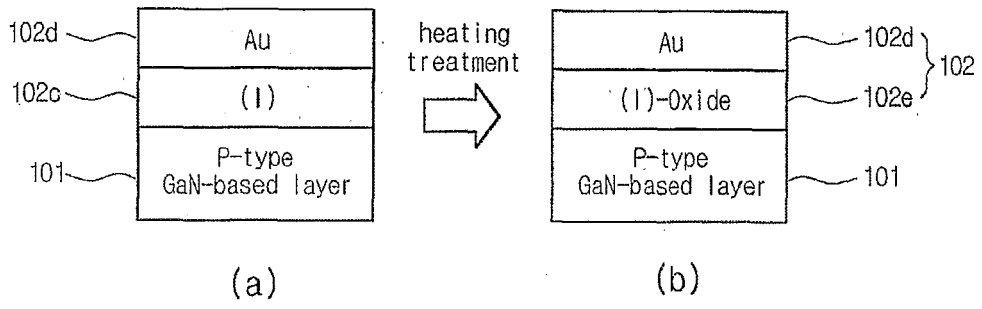 102d
Au
102c
(I)
101
P-type
GaN-based layer
(a)
heating
treatment
Au
102d
(I)-Oxide
102e
102
P-type
GaN-based layer
101
(b)